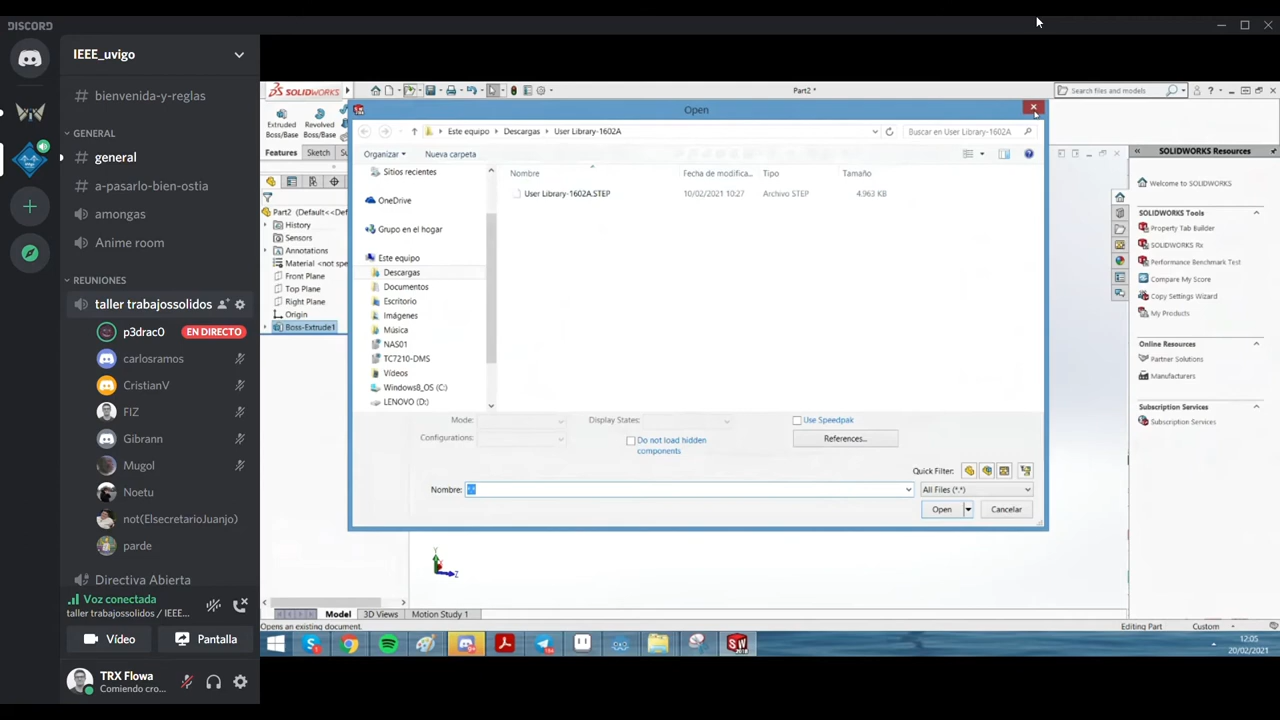 DISCORD
IEEE_uvigo
bienvenida-y-reglas
GENERAL
general
a-pasarlo-bien-ostia
amongas
Anime room
REUNIONES
taller trabajossolidos
p3drac0 EN DIRECTO
carlosramos
CristianV
FIZ
Gibrann
Mugol
Noetu
not(ElsecretarioJuanjo)
parde
Directiva Abierta
Voz conectada
taller trabajossolidos / IEEE...
Vídeo
Pantalla
TRX Flowa
Comiendo cro...
SOLIDWORKS
Part2 *
Search files and models
Extruded Boss/Base
Revolved Boss/Base
Features
Sketch
Part2 (Default<<Def
History
Sensors
Annotations
Material <not spe
Front Plane
Top Plane
Right Plane
Origin
Boss-Extrude1
Open
Este equipo
Descargas
User Library-1602A
Buscar en User Library-1602A
Organizar
Nueva carpeta
Sitios recientes
OneDrive
Grupo en el hogar
Este equipo
Descargas
Documentos
Escritorio
Imágenes
Música
NAS01
TC7210-DMS
Vídeos
Windows8_OS (C:)
LENOVO (D:)
Nombre
Fecha de modifica...
Tipo
Tamaño
User Library-1602A.STEP
10/02/2021 10:27
Archivo STEP
4.963 KB
Mode:
Configurations:
Display States:
Do not load hidden
components
Use Speedpak
References...
Quick Filter:
Nombre:
All Files (*.*)
Open
Cancelar
SOLIDWORKS Resources
Welcome to SOLIDWORKS
SOLIDWORKS Tools
Property Tab Builder
SOLIDWORKS Rx
Performance Benchmark Test
Compare My Score
Copy Settings Wizard
My Products
Online Resources
Partner Solutions
Manufacturers
Subscription Services
Subscription Services
Y
Z
Model
3D Views
Motion Study 1
Opens an existing document.
Editing Part
Custom
12:05
20/02/2021